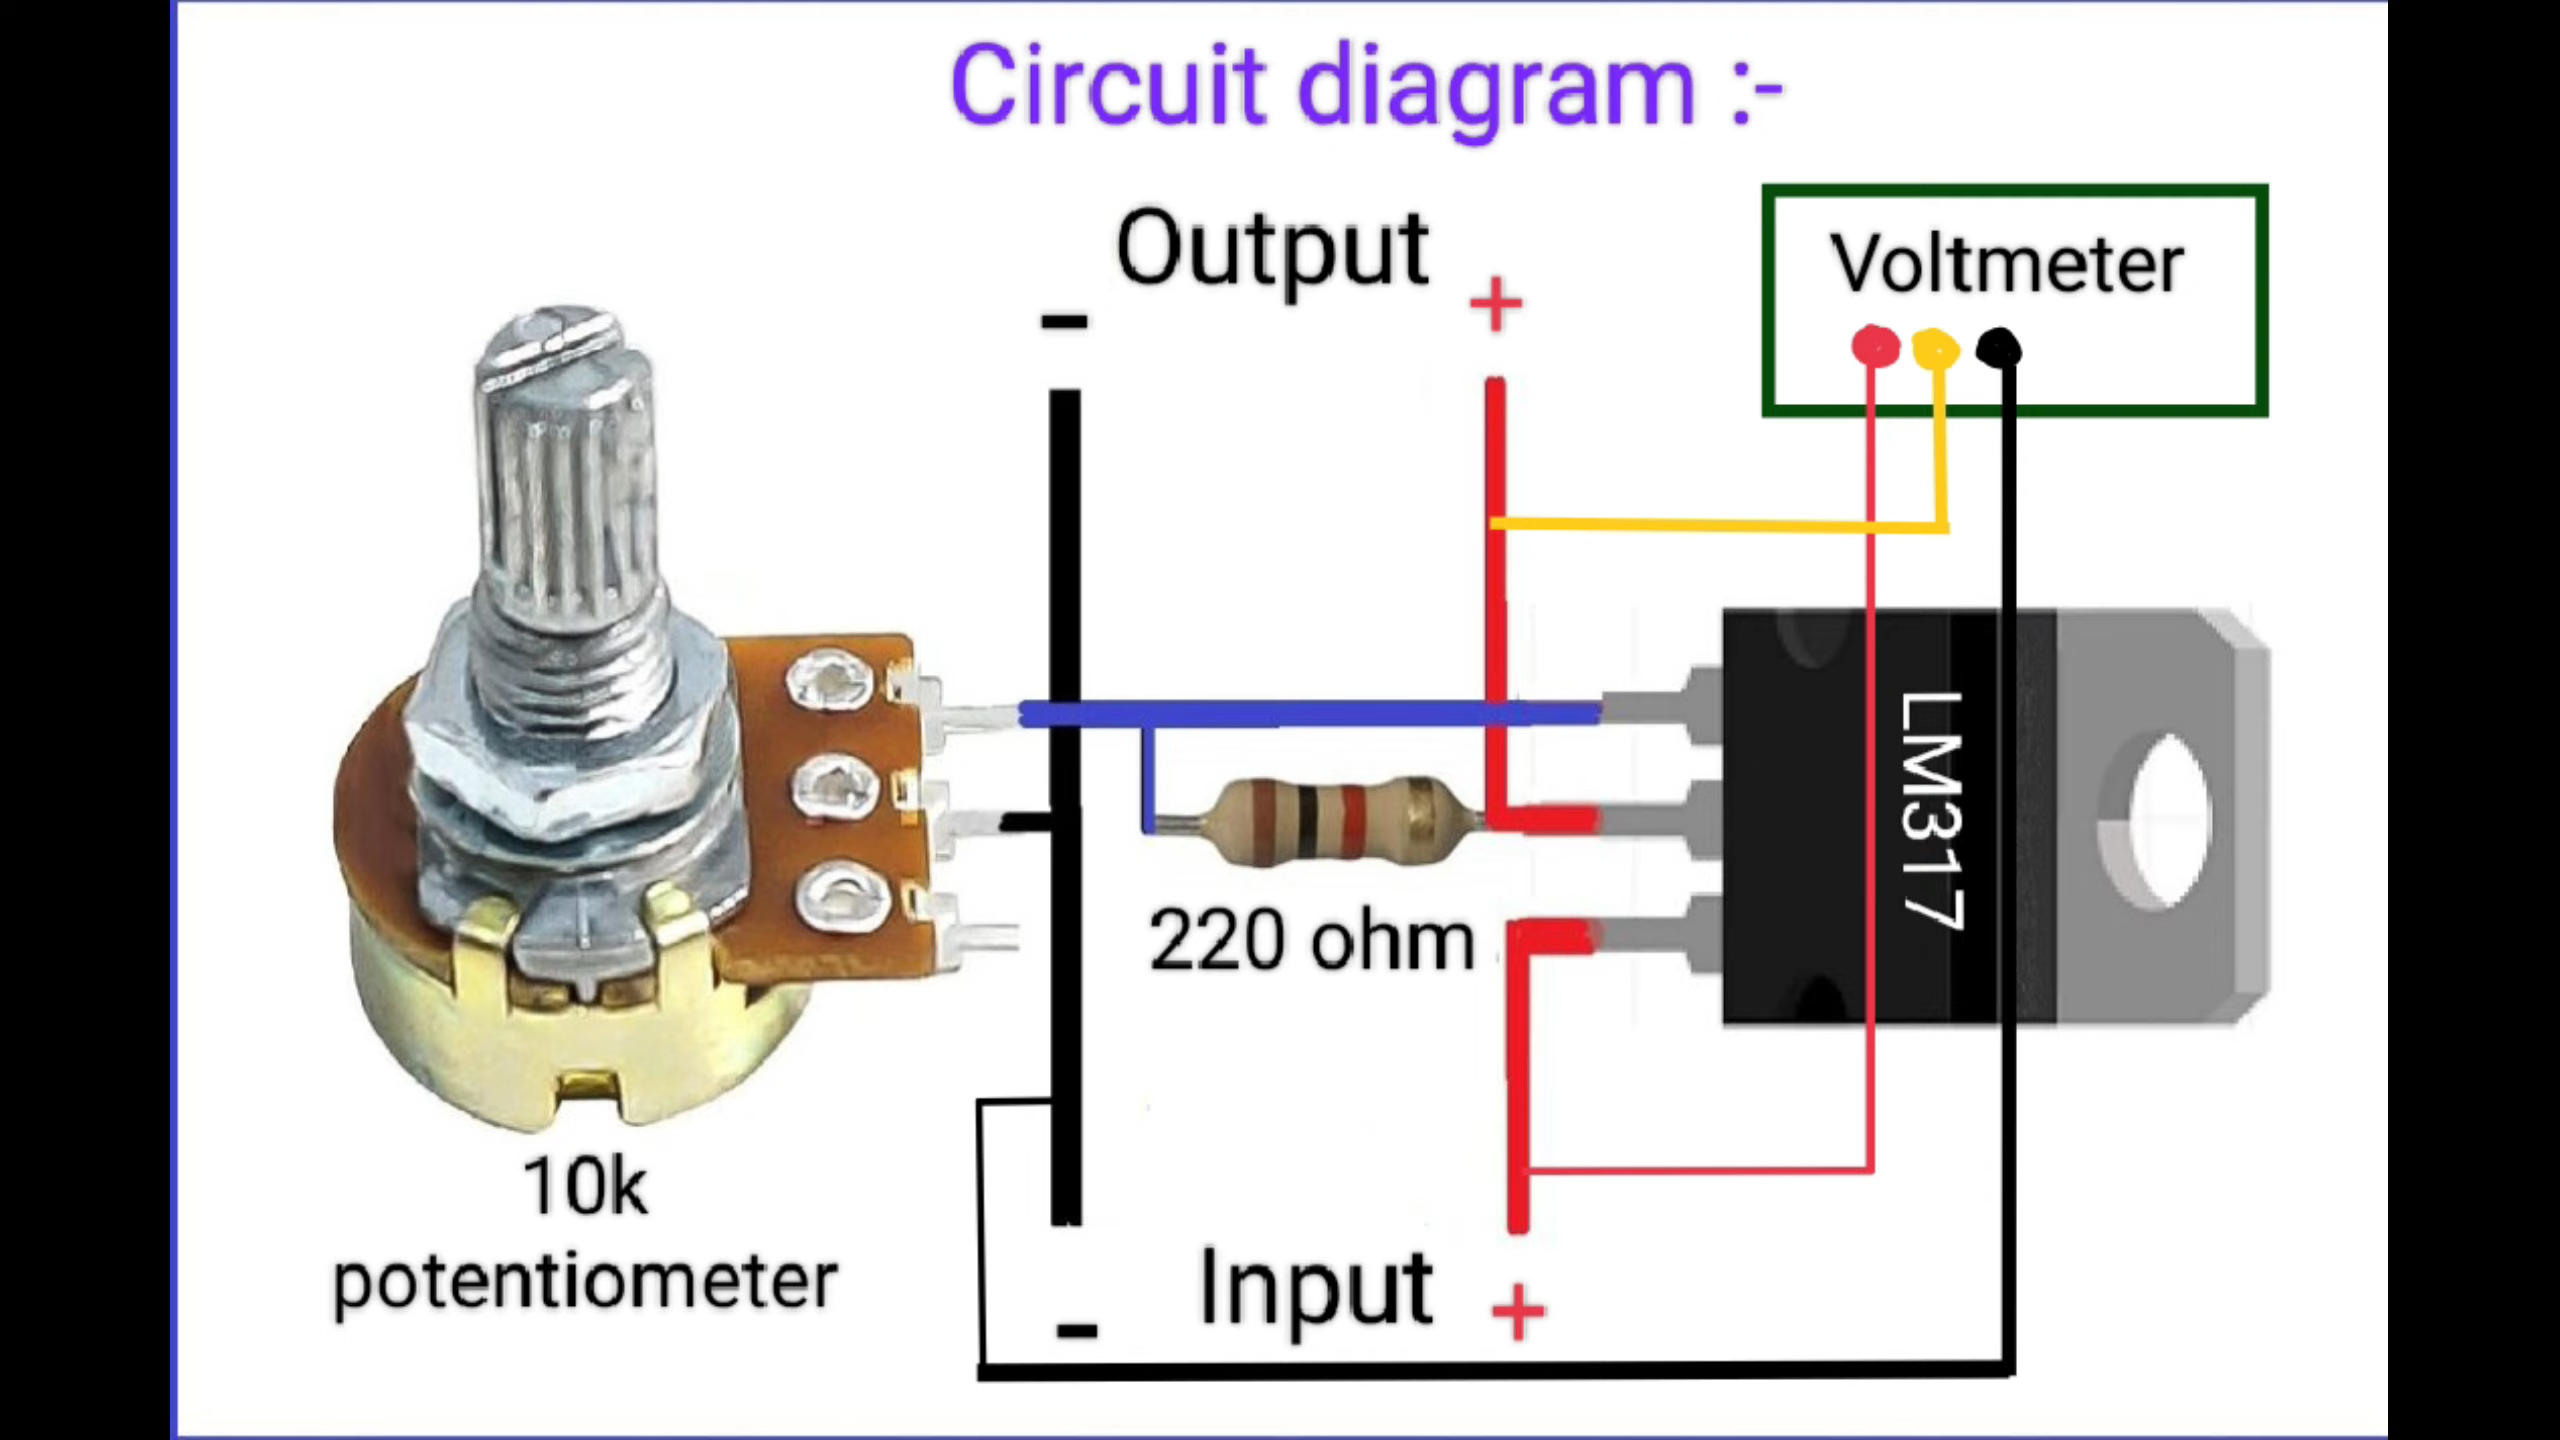 Circuit diagram :-
Output
- +
Voltmeter
LM317
220 ohm
10k
potentiometer
Input
- +